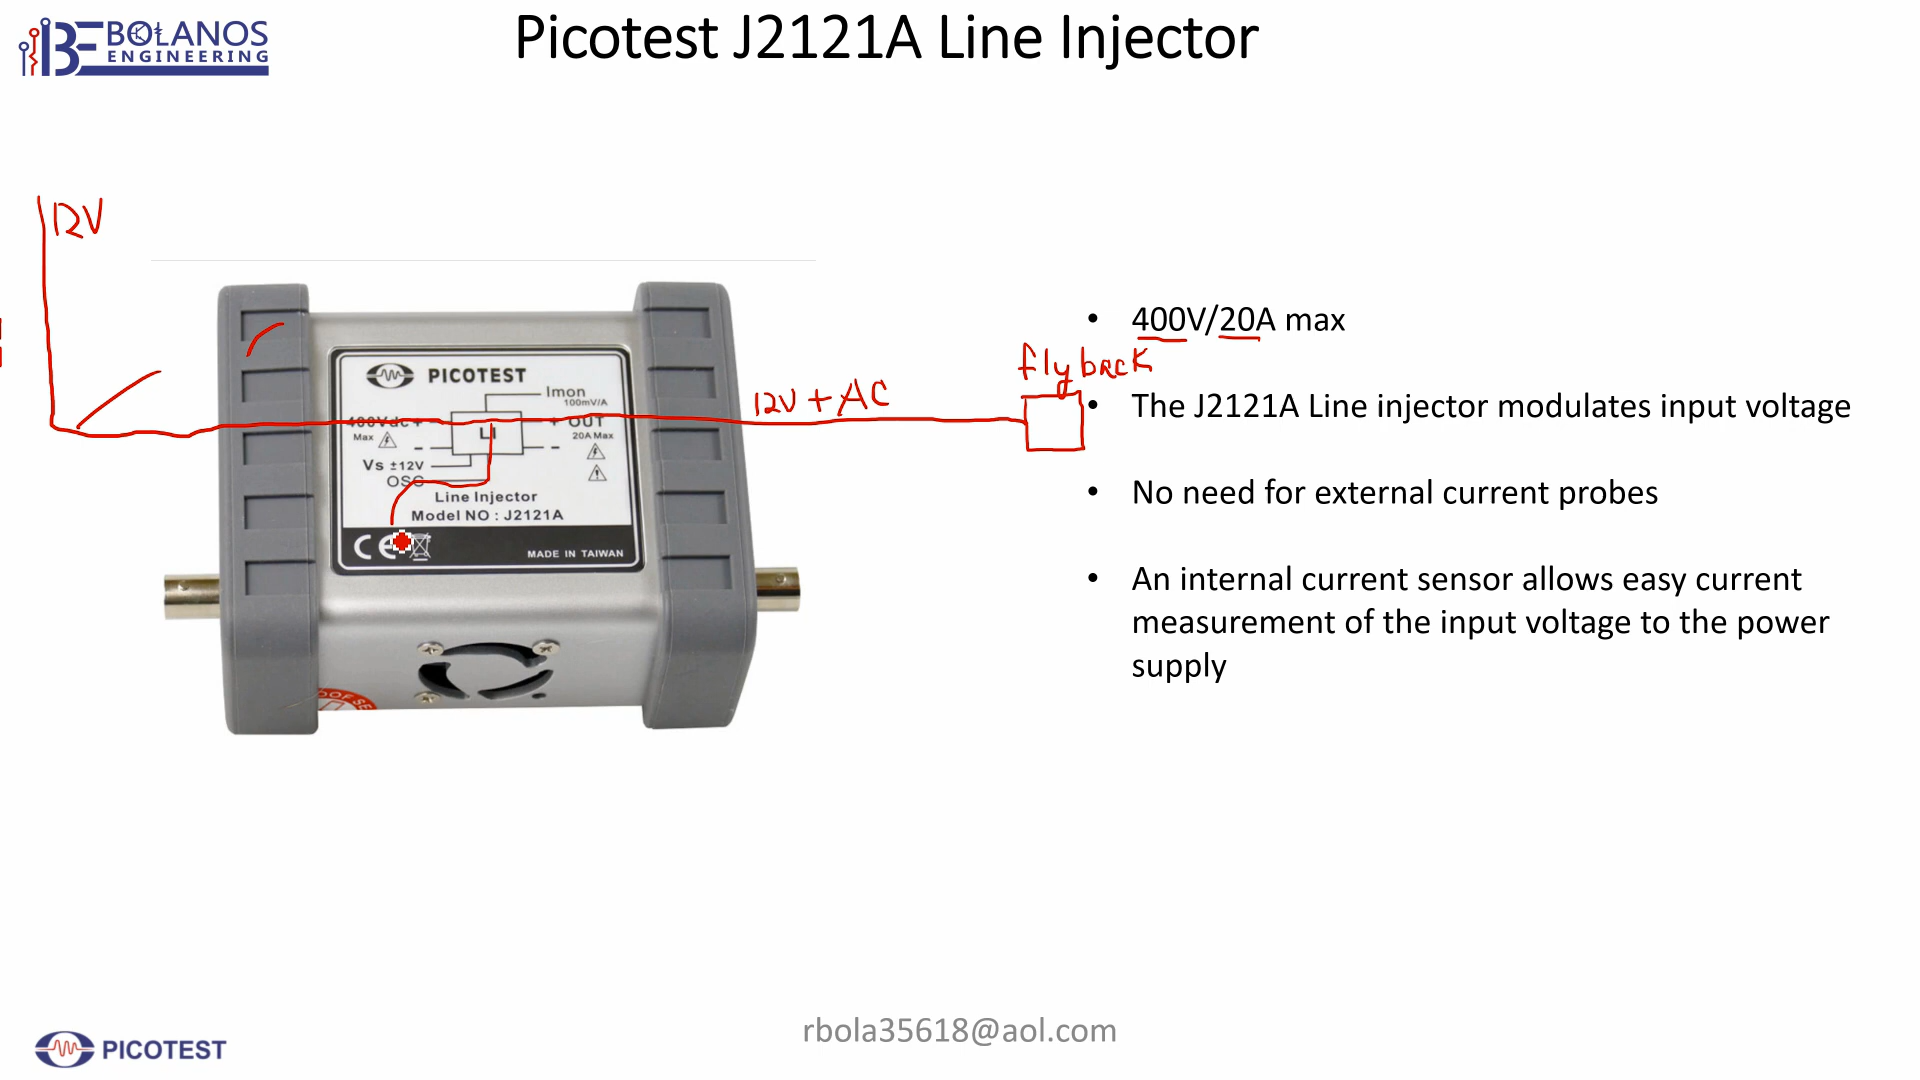 BOLANOS
ENGINEERING
Picotest J2121A Line Injector
12V
PICOTEST
Imon
100mV/A
400Vdc +
Max
-
LI
+ OUT
20A Max
-
Vs ±12V
OSC
Line Injector
Model NO : J2121A
CE
MADE IN TAIWAN
12V + AC
flyback
• 400V/20A max
• The J2121A Line injector modulates input voltage
• No need for external current probes
• An internal current sensor allows easy current
measurement of the input voltage to the power
supply
rbola35618@aol.com
PICOTEST